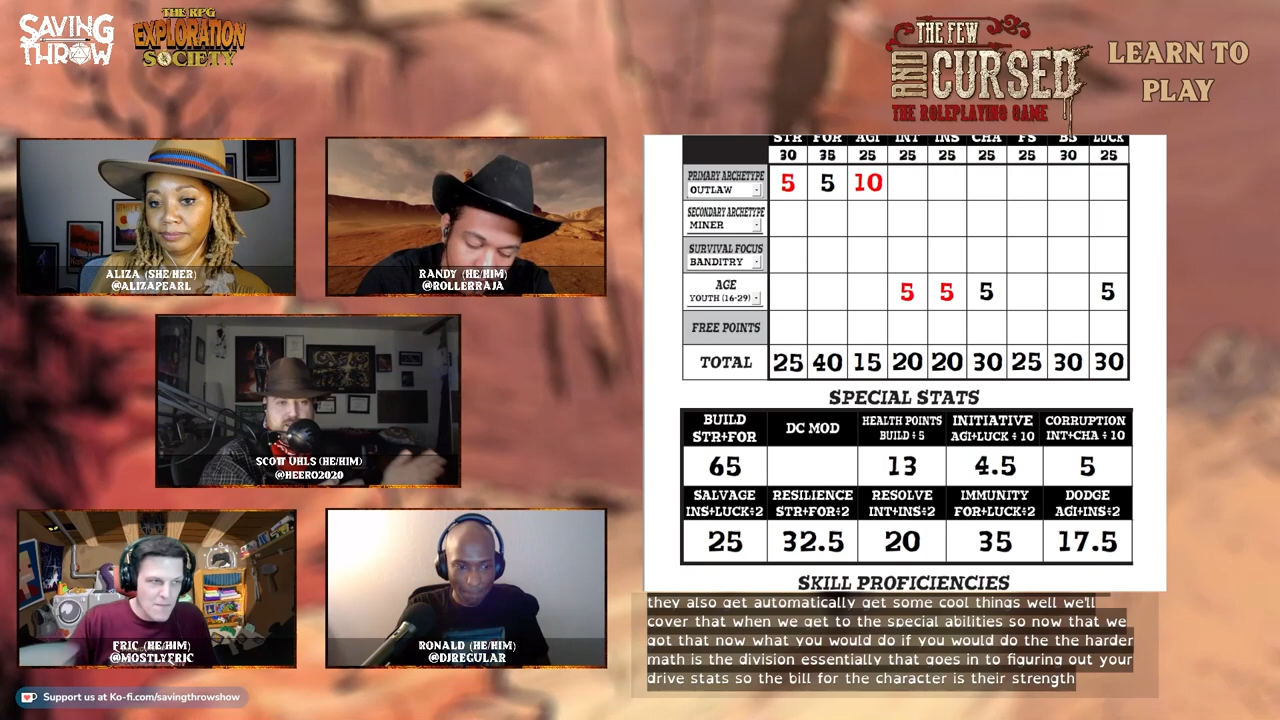 SAVING
THROW
THE RPG
EXPLORATION
SOCIETY
THE FEW
AND
CURSED
THE ROLEPLAYING GAME
LEARN TO
PLAY
ALIZA (SHE/HER)
@ALIZAPEARL
RANDY (HE/HIM)
@ROLLERRAJA
SCOTT UHLS (HE/HIM)
@HEERO2020
ERIC (HE/HIM)
@MOSTLYERIC
RONALD (HE/HIM)
@DJREGULAR
Support us at Ko-fi.com/savingthrowshow
STR FOR AGI INT INS CHA FS BS LUCK
30 35 25 25 25 25 25 30 25
PRIMARY ARCHETYPE
OUTLAW
5 5 10
SECONDARY ARCHETYPE
MINER
SURVIVAL FOCUS
BANDITRY
AGE
YOUTH (16-29)
5 5 5 5
FREE POINTS
TOTAL 25 40 15 20 20 30 25 30 30
SPECIAL STATS
BUILD
STR+FOR
DC MOD
HEALTH POINTS
BUILD ÷ 5
INITIATIVE
AGI+LUCK ÷ 10
CORRUPTION
INT+CHA ÷ 10
65 13 4.5 5
SALVAGE
INS+LUCK÷2
RESILIENCE
STR+FOR÷2
RESOLVE
INT+INS÷2
IMMUNITY
FOR+LUCK÷2
DODGE
AGI+INS÷2
25 32.5 20 35 17.5
SKILL PROFICIENCIES
they also get automatically get some cool things well we'll
cover that when we get to the special abilities so now that we
got that now what you would do if you would do the the harder
math is the division essentially that goes in to figuring out your
drive stats so the bill for the character is their strength